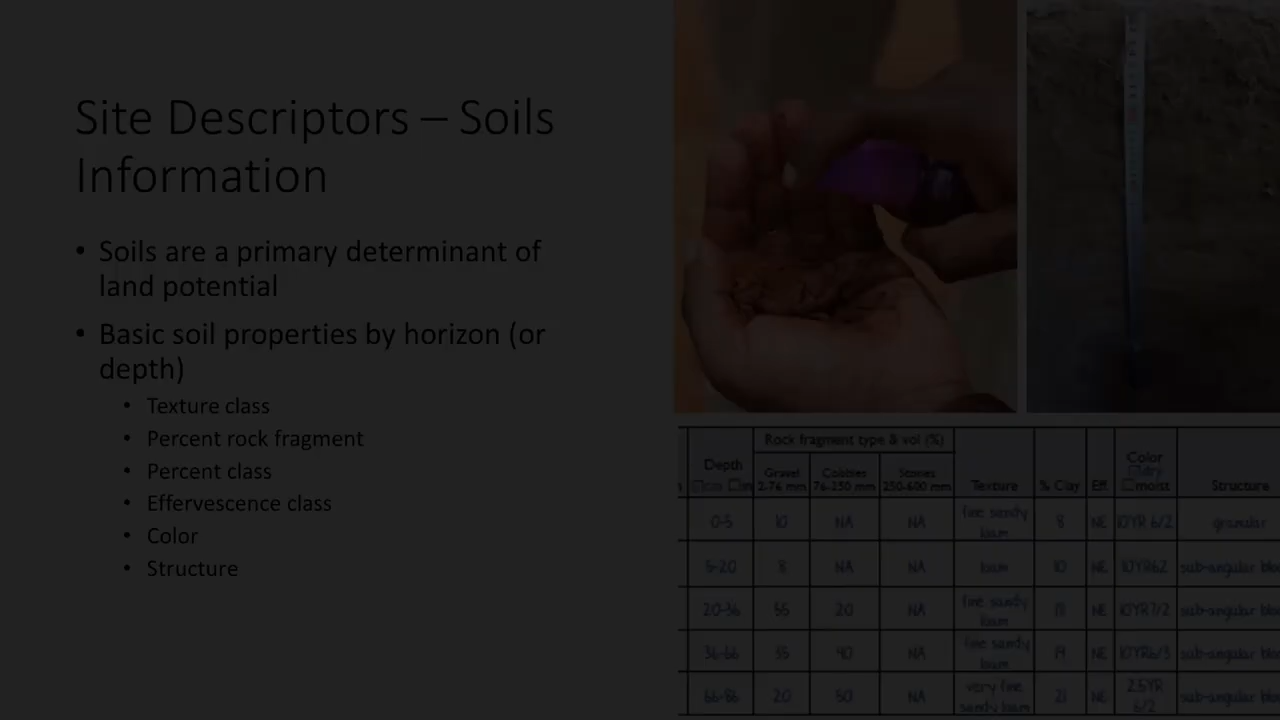 Site Descriptors – Soils
Information
• Soils are a primary determinant of
land potential
• Basic soil properties by horizon (or
depth)
• Texture class
• Percent rock fragment
• Percent class
• Effervescence class
• Color
• Structure
Rock fragment type & vol (%)
Depth Gravel Cobbles Stones Color
cm in 2-76 mm 76-250 mm 250-600 mm Texture % Clay Eff. dry moist Structure
0-5 10 NA NA fine sandy loam 8 NE 10YR 6/2 granular
5-20 8 NA NA loam 10 NE 10YR6/2 sub-angular
20-36 35 20 NA fine sandy loam 18 NE 10YR7/2 sub-angular
36-66 35 40 NA fine sandy loam 19 NE 10YR6/3 sub-angular
66-86 20 50 NA very fine sandy loam 21 NE 2.5YR 6/2 sub-angular